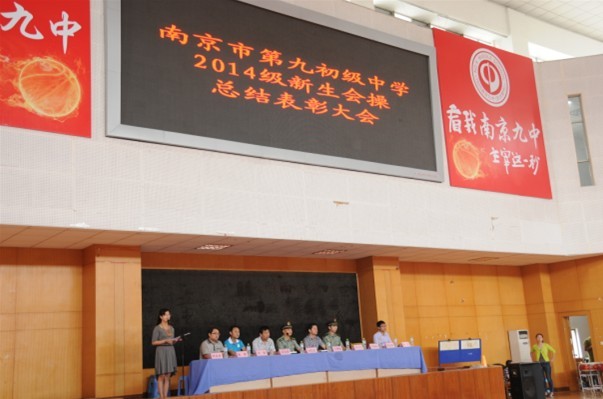 南京市第九初级中学
2014级新生会操
总结表彰大会
九中
看我南京九中